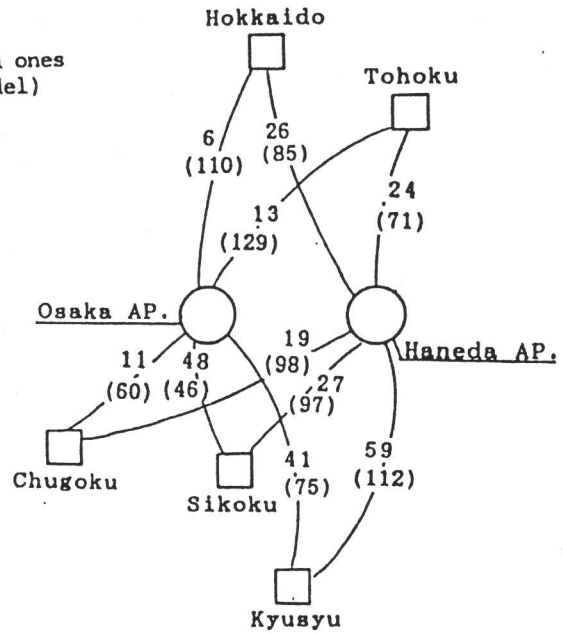 Hokkaido
ones
del)
Tohoku
6
(110)
26
(85)
24
(71)
13
(129)
Osaka AP.
Haneda AP.
11
(60)
48
(46)
19
(98)
27
(97)
Chugoku
Sikoku
41
(75)
59
(112)
Kyusyu